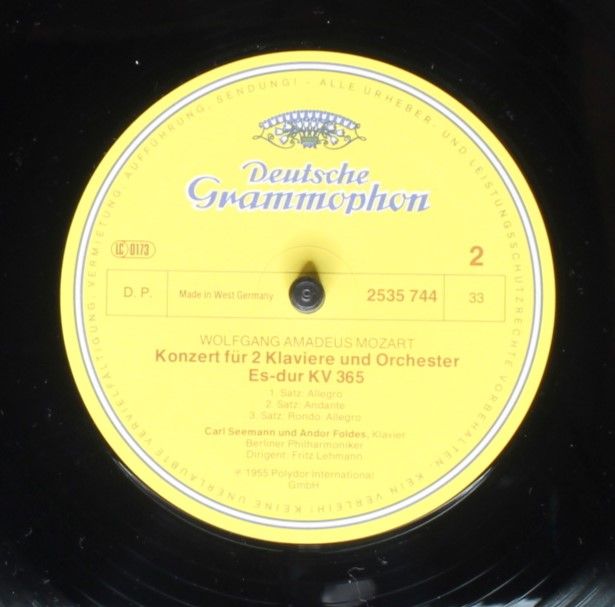 ALLE URHEBER- UND LEISTUNGSSCHUTZRECHTE VORBEHALTEN · KEIN VERLEIH! KEINE UNERLAUBTE VERVIELFÄLTIGUNG, VERMIETUNG, AUFFÜHRUNG, SENDUNG! -
Deutsche
Grammophon
LC 0173
2
D. P.
Made in West Germany
2535 744
33
WOLFGANG AMADEUS MOZART
Konzert für 2 Klaviere und Orchester
Es-dur KV 365
1. Satz: Allegro
2. Satz: Andante
3. Satz: Rondo. Allegro
Carl Seemann und Andor Foldes, Klavier
Berliner Philharmoniker
Dirigent: Fritz Lehmann
℗ 1955 Polydor International
GmbH